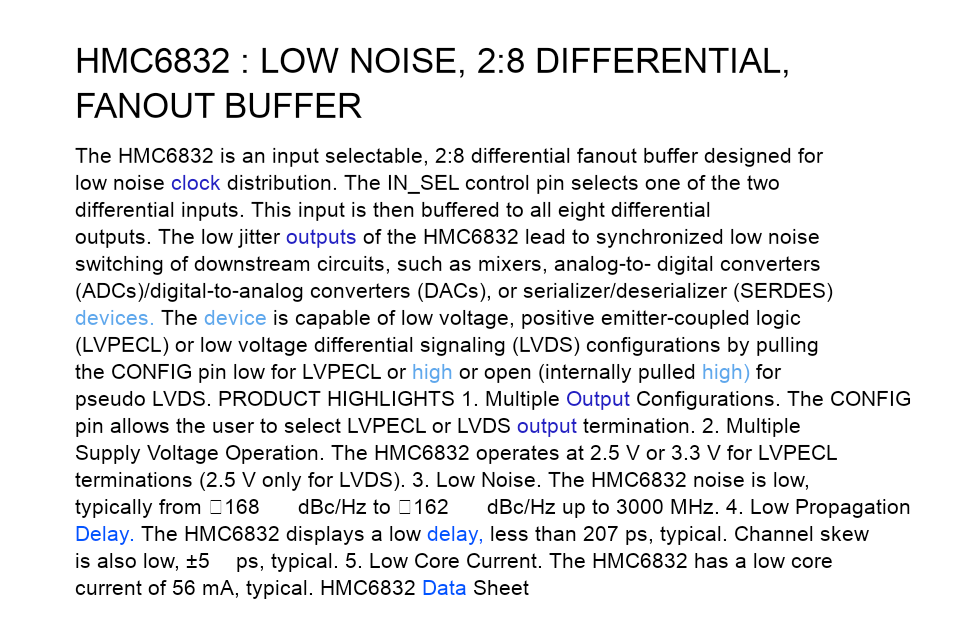 HMC6832 : LOW NOISE, 2:8 DIFFERENTIAL,
FANOUT BUFFER
The HMC6832 is an input selectable, 2:8 differential fanout buffer designed for
low noise clock distribution. The IN_SEL control pin selects one of the two
differential inputs. This input is then buffered to all eight differential
outputs. The low jitter outputs of the HMC6832 lead to synchronized low noise
switching of downstream circuits, such as mixers, analog-to- digital converters
(ADCs)/digital-to-analog converters (DACs), or serializer/deserializer (SERDES)
devices. The device is capable of low voltage, positive emitter-coupled logic
(LVPECL) or low voltage differential signaling (LVDS) configurations by pulling
the CONFIG pin low for LVPECL or high or open (internally pulled high) for
pseudo LVDS. PRODUCT HIGHLIGHTS 1. Multiple Output Configurations. The CONFIG
pin allows the user to select LVPECL or LVDS output termination. 2. Multiple
Supply Voltage Operation. The HMC6832 operates at 2.5 V or 3.3 V for LVPECL
terminations (2.5 V only for LVDS). 3. Low Noise. The HMC6832 noise is low,
typically from □168 dBc/Hz to □162 dBc/Hz up to 3000 MHz. 4. Low Propagation
Delay. The HMC6832 displays a low delay, less than 207 ps, typical. Channel skew
is also low, ±5 ps, typical. 5. Low Core Current. The HMC6832 has a low core
current of 56 mA, typical. HMC6832 Data Sheet